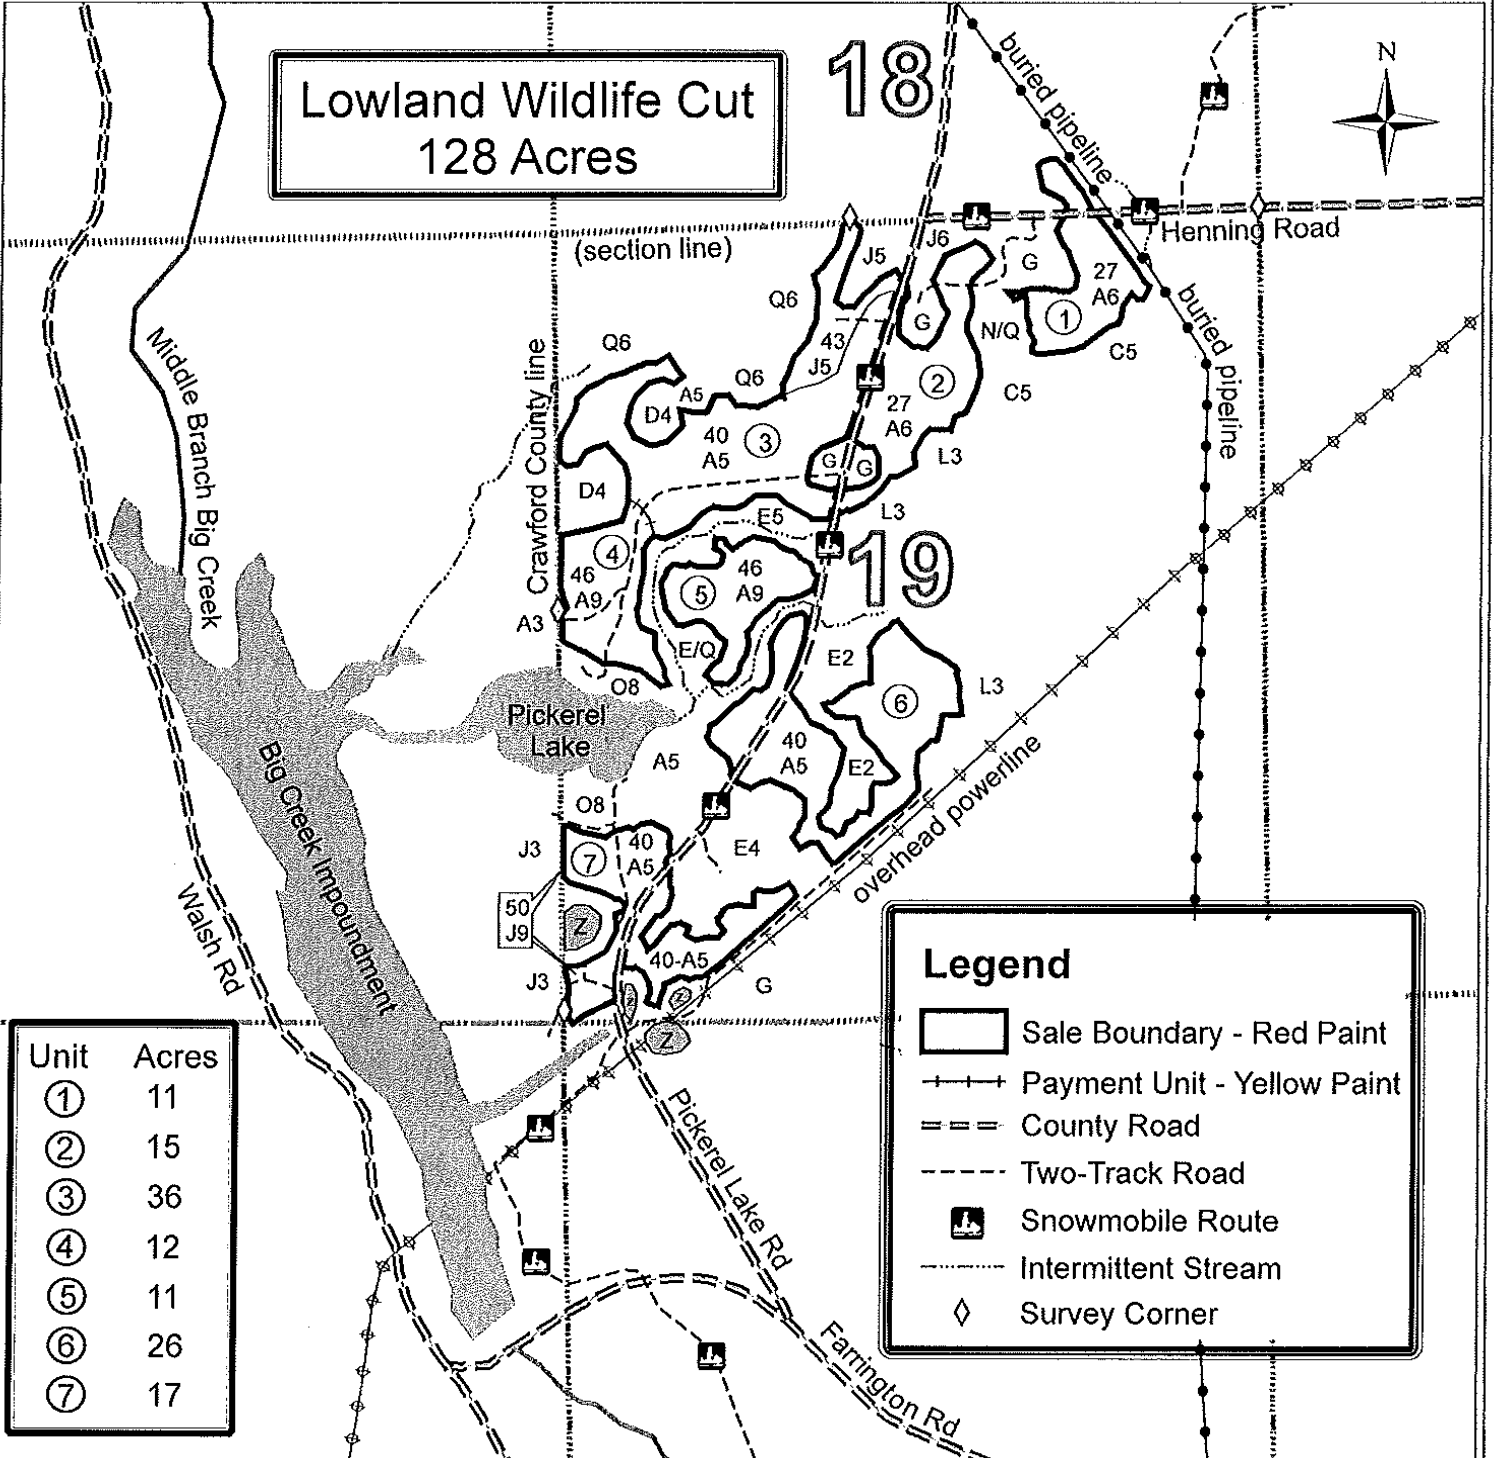 Lowland Wildlife Cut
128 Acres
18
N
buried pipeline
Henning Road
(section line)
J6
J5
G
27
A6
1
Q6
G
N/Q
C5
buried pipeline
43
J5
2
C5
Middle Branch Big Creek
Q6
Crawford County line
Q6
A5
D4
27
A6
40
A5
3
L3
G
G
D4
E5
L3
19
4
46
A9
5
46
A9
A3
E/Q
E2
O8
L3
6
Pickerel
Lake
40
A5
A5
E2
Big Creek Impoundment
overhead powerline
O8
J3
7
40
A5
E4
50
J9
Z
Walsh Rd
40-A5
J3
G
Z
Z
Z
Legend
Sale Boundary - Red Paint
Payment Unit - Yellow Paint
County Road
Two-Track Road
Snowmobile Route
Intermittent Stream
Survey Corner
Unit Acres
1 11
2 15
3 36
4 12
5 11
6 26
7 17
Pickerel Lake Rd
Farrington Rd